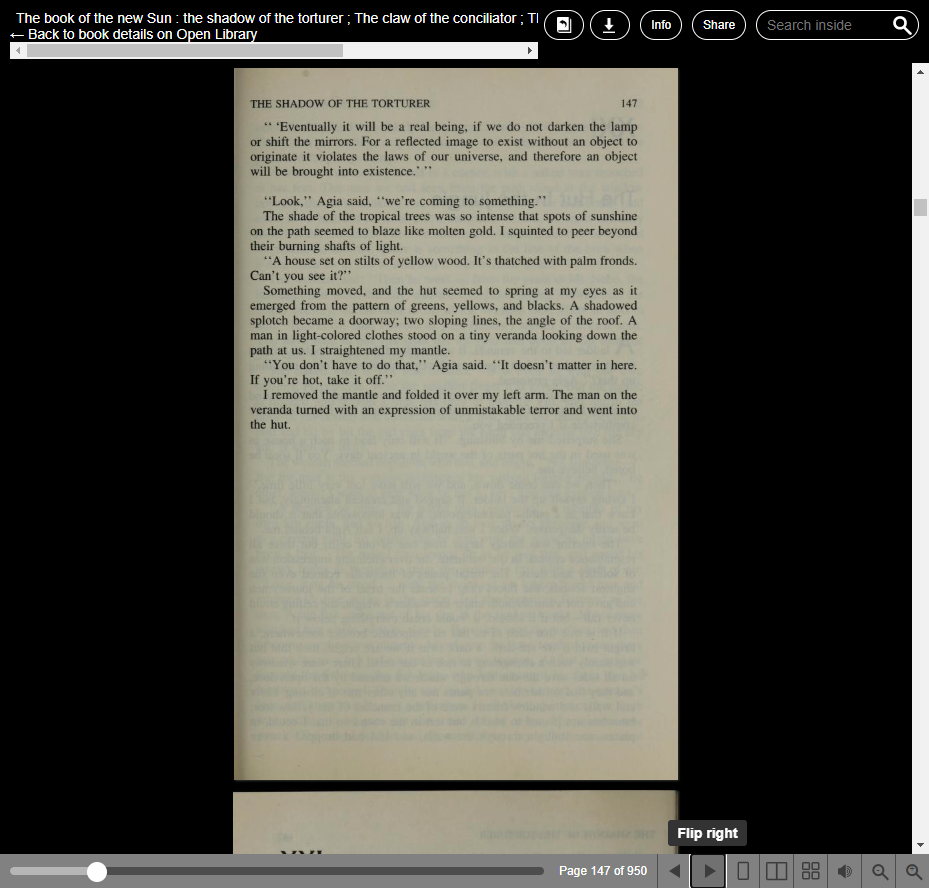 The book of the new Sun : the shadow of the torturer ; The claw of the conciliator ; Tl
← Back to book details on Open Library
Info
Share
Search inside
THE SHADOW OF THE TORTURER 147
‘‘ ‘Eventually it will be a real being, if we do not darken the lamp
or shift the mirrors. For a reflected image to exist without an object to
originate it violates the laws of our universe, and therefore an object
will be brought into existence.’ ’’
‘‘Look,’’ Agia said, ‘‘we’re coming to something.’’
The shade of the tropical trees was so intense that spots of sunshine
on the path seemed to blaze like molten gold. I squinted to peer beyond
their burning shafts of light.
‘‘A house set on stilts of yellow wood. It’s thatched with palm fronds.
Can’t you see it?’’
Something moved, and the hut seemed to spring at my eyes as it
emerged from the pattern of greens, yellows, and blacks. A shadowed
splotch became a doorway; two sloping lines, the angle of the roof. A
man in light-colored clothes stood on a tiny veranda looking down the
path at us. I straightened my mantle.
‘‘You don’t have to do that,’’ Agia said. ‘‘It doesn’t matter in here.
If you’re hot, take it off.’’
I removed the mantle and folded it over my left arm. The man on the
veranda turned with an expression of unmistakable terror and went into
the hut.
Flip right
Page 147 of 950